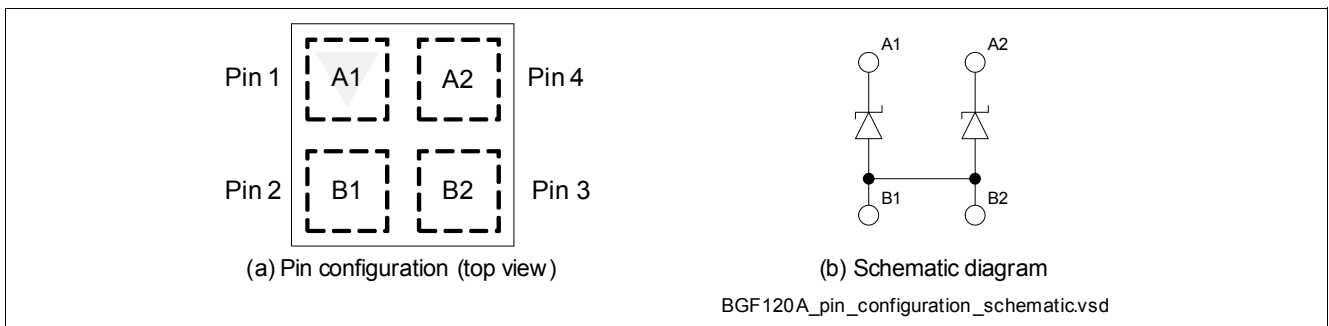 Pin 1
A1
A2
Pin 4
Pin 2
B1
B2
Pin 3
(a) Pin configuration (top view)
A1
A2
B1
B2
(b) Schematic diagram
BGF120A_pin_configuration_schematic.vsd